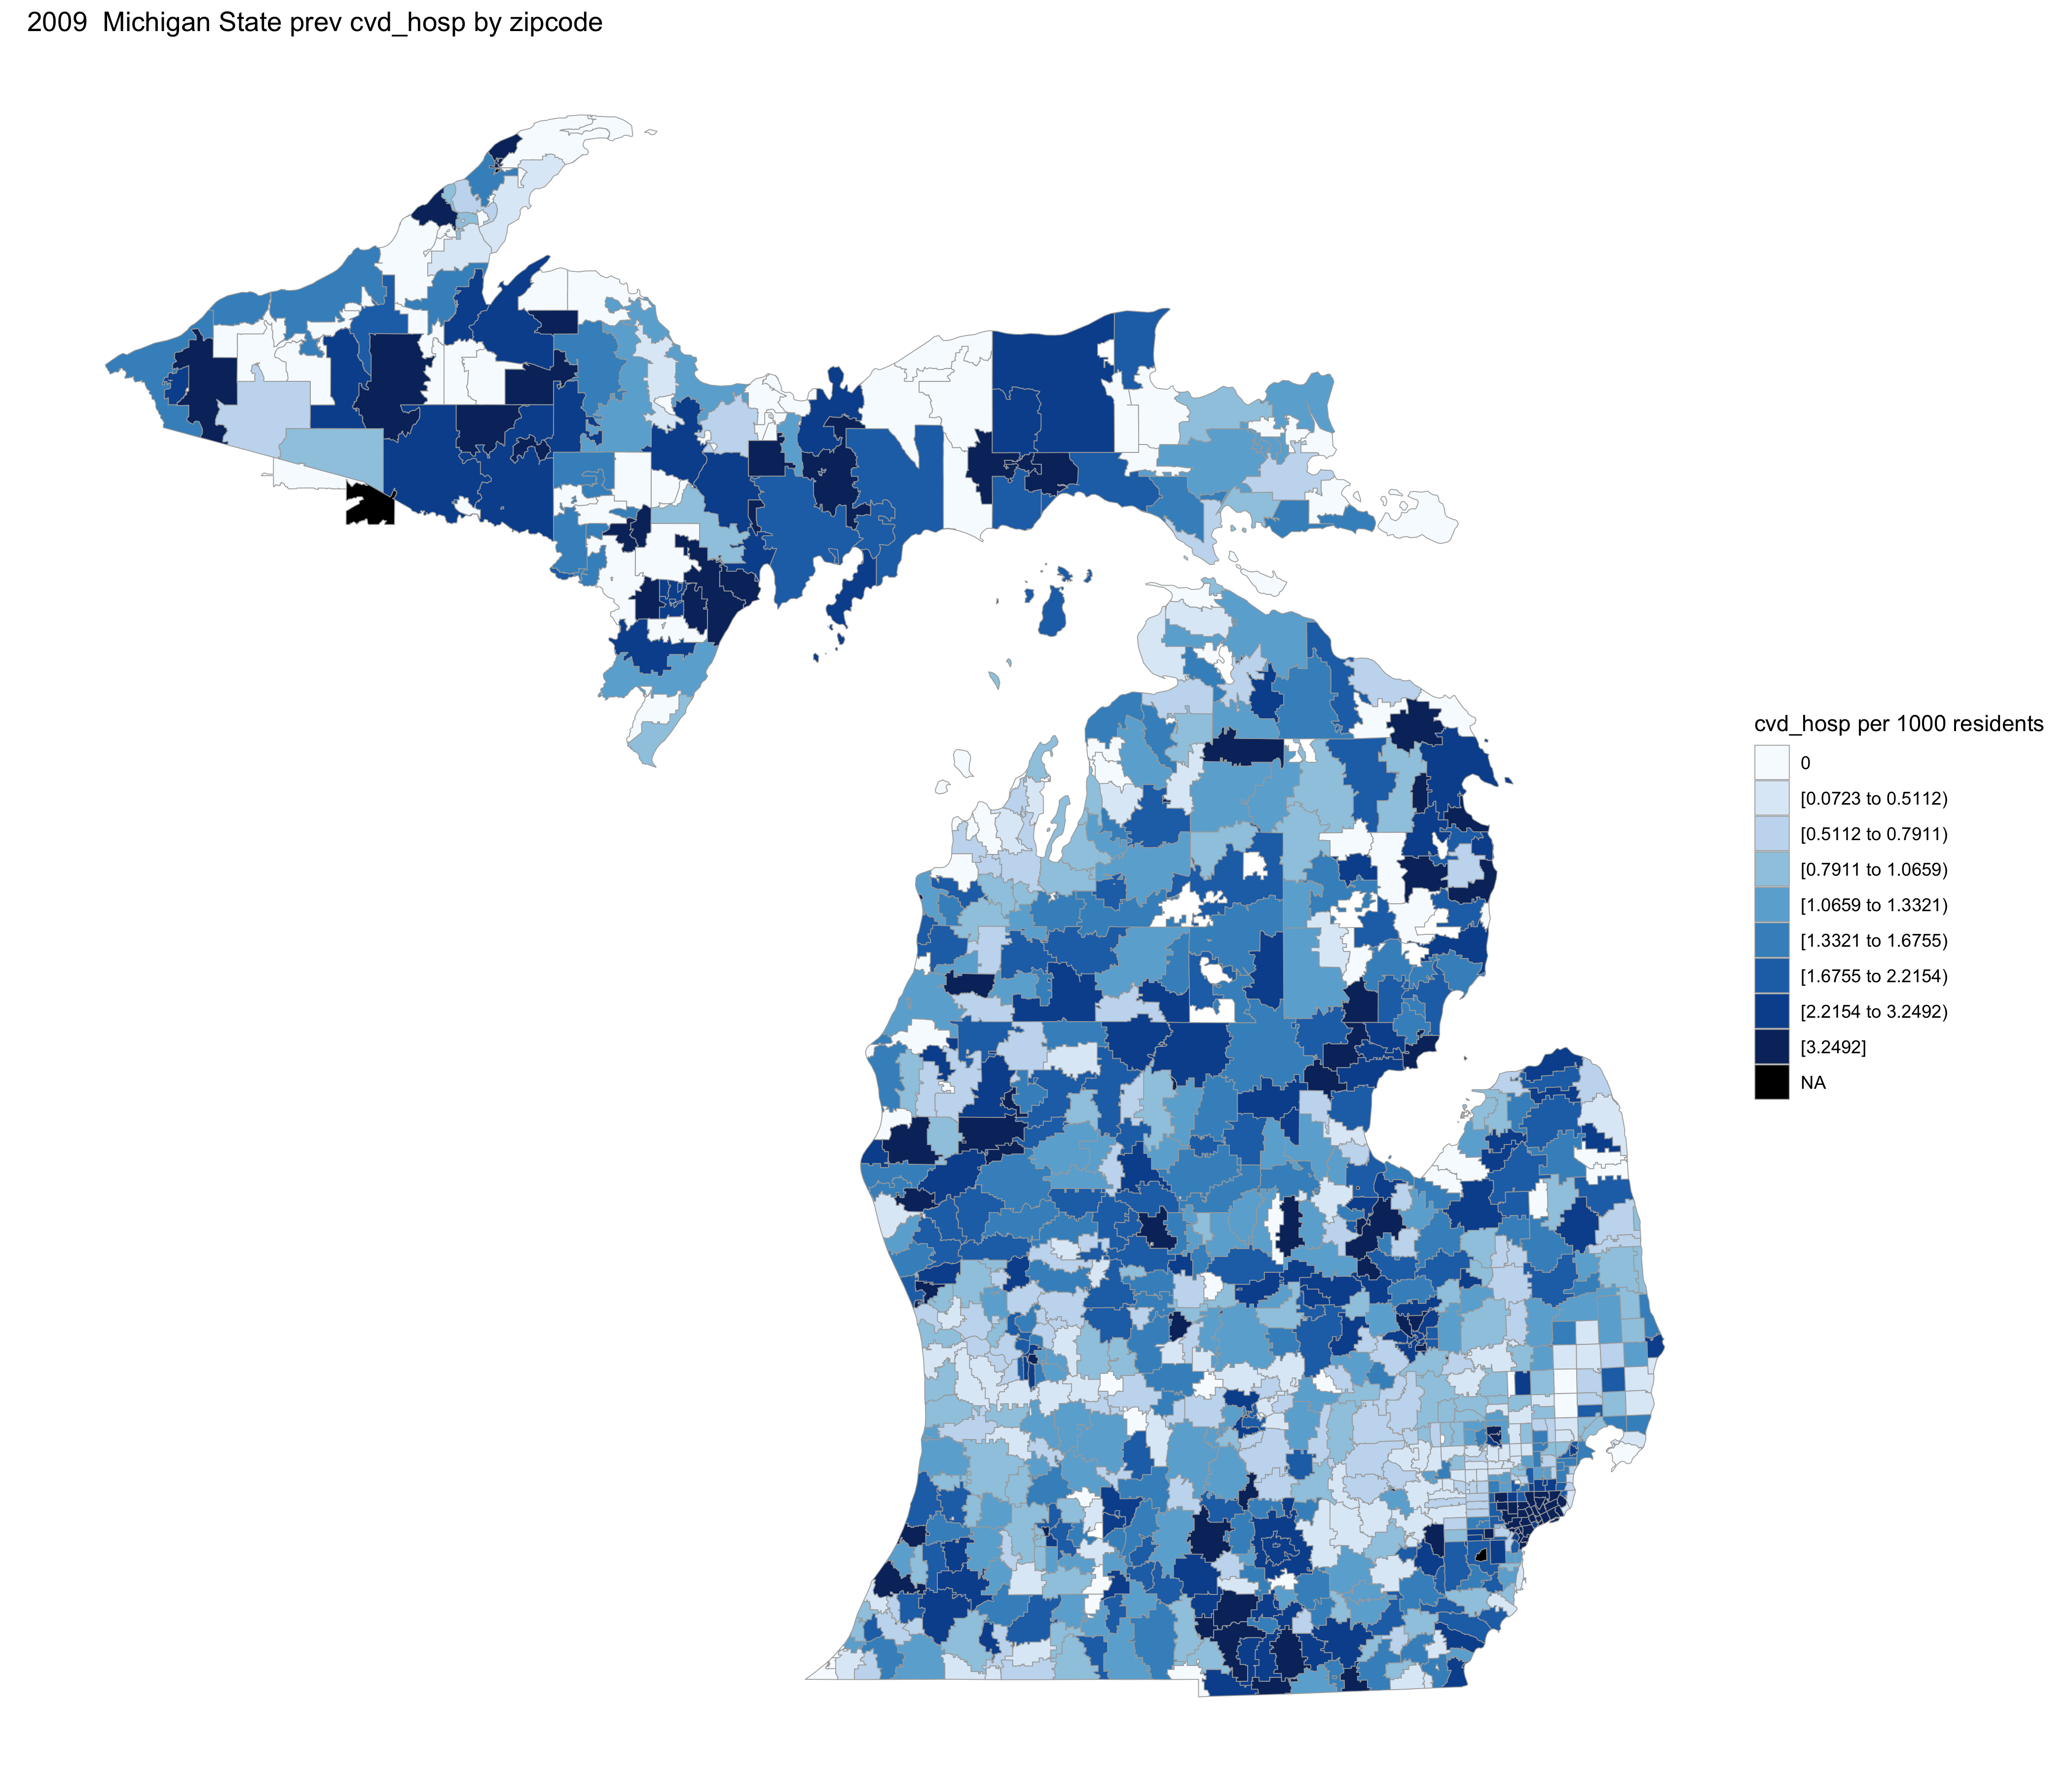 2009  Michigan State prev cvd_hosp by zipcode
cvd_hosp per 1000 residents
0
[0.0723 to 0.5112)
[0.5112 to 0.7911)
[0.7911 to 1.0659)
[1.0659 to 1.3321)
[1.3321 to 1.6755)
[1.6755 to 2.2154)
[2.2154 to 3.2492)
[3.2492]
NA